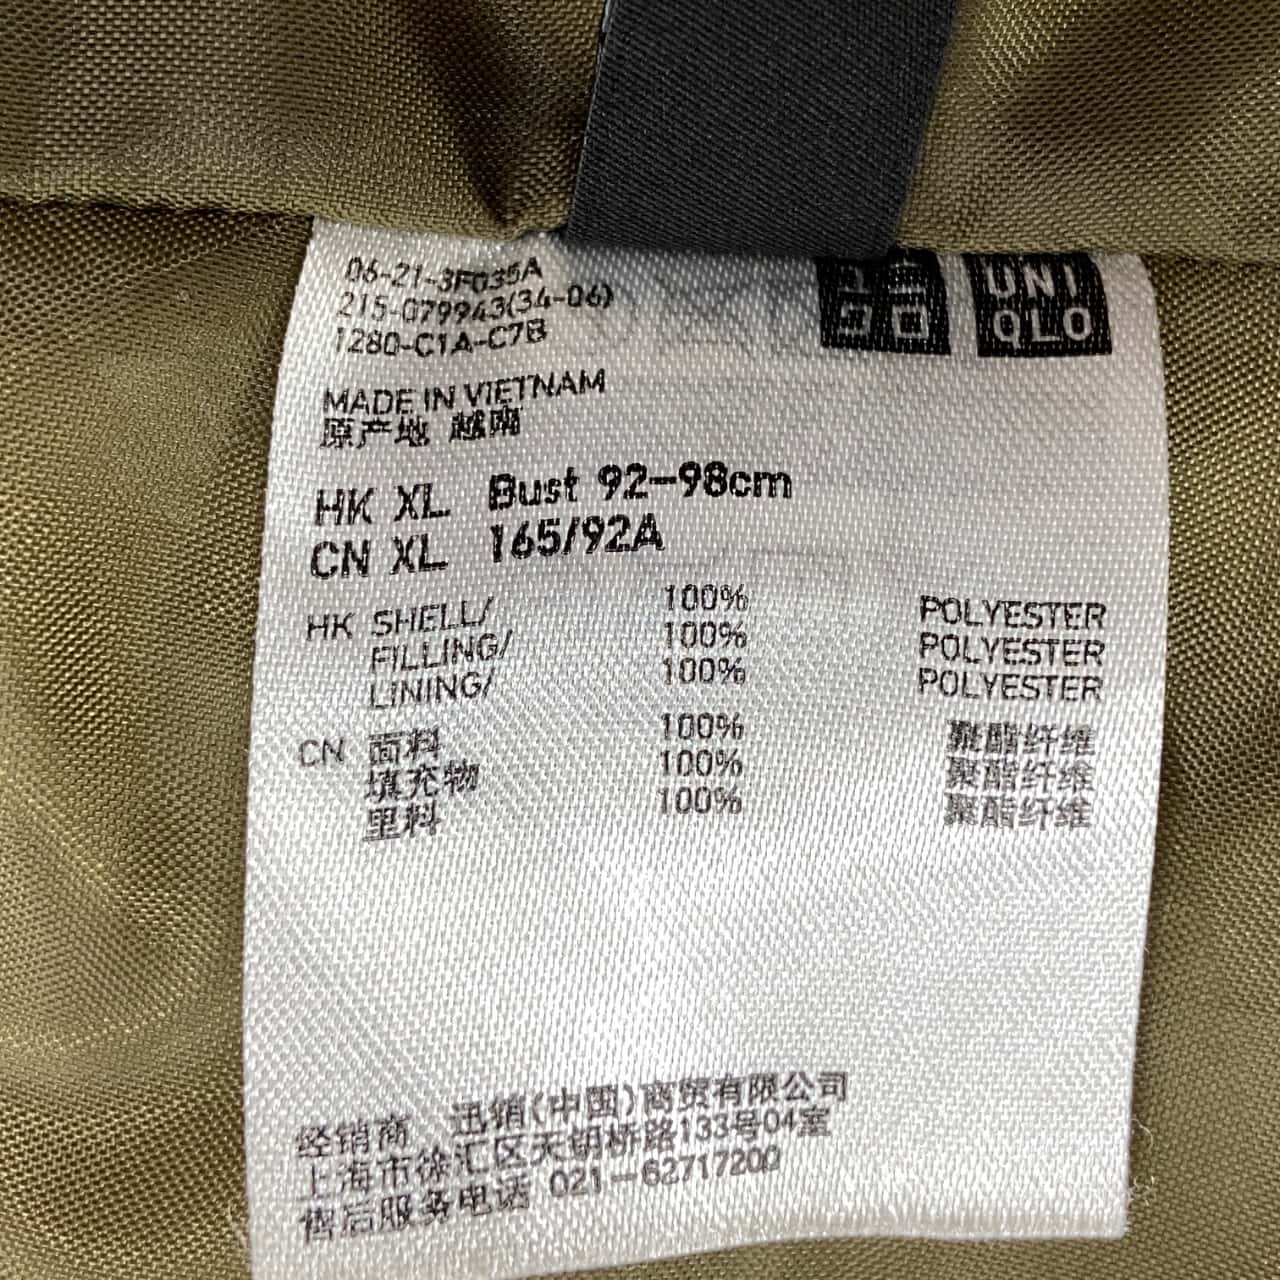 06-21-3F035A
215-079943(34-06)
1280-C1A-C7B
UNI
QLO
MADE IN VIETNAM
原产地 越南
HK XL Bust 92-98cm
CN XL 165/92A
HK SHELL/ 100% POLYESTER
FILLING/ 100% POLYESTER
LINING/ 100% POLYESTER
CN 面料 100% 聚酯纤维
填充物 100% 聚酯纤维
里料 100% 聚酯纤维
经销商 迅销(中国)商贸有限公司
上海市徐汇区天钥桥路133号04室
售后服务电话 021-62717200